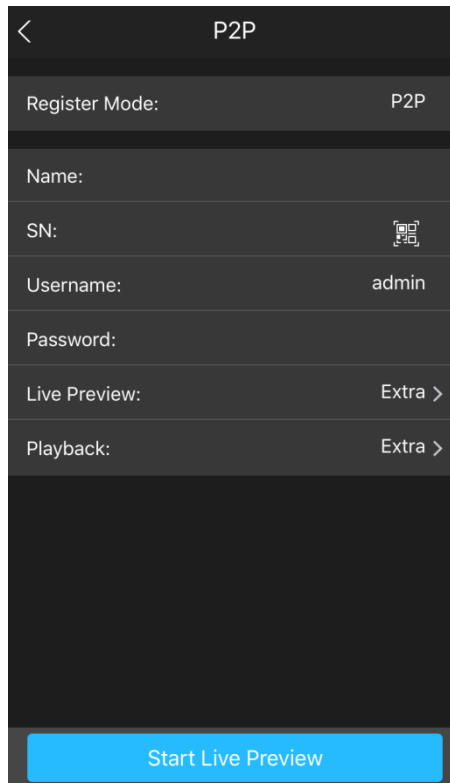 P2P
Register Mode: P2P
Name:
SN:
Username: admin
Password:
Live Preview: Extra
Playback: Extra
Start Live Preview